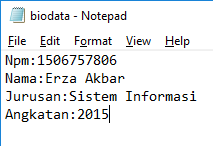 biodata - Notepad
File Edit Format View Help
Npm:1506757806
Nama:Erza Akbar
Jurusan:Sistem Informasi
Angkatan:2015